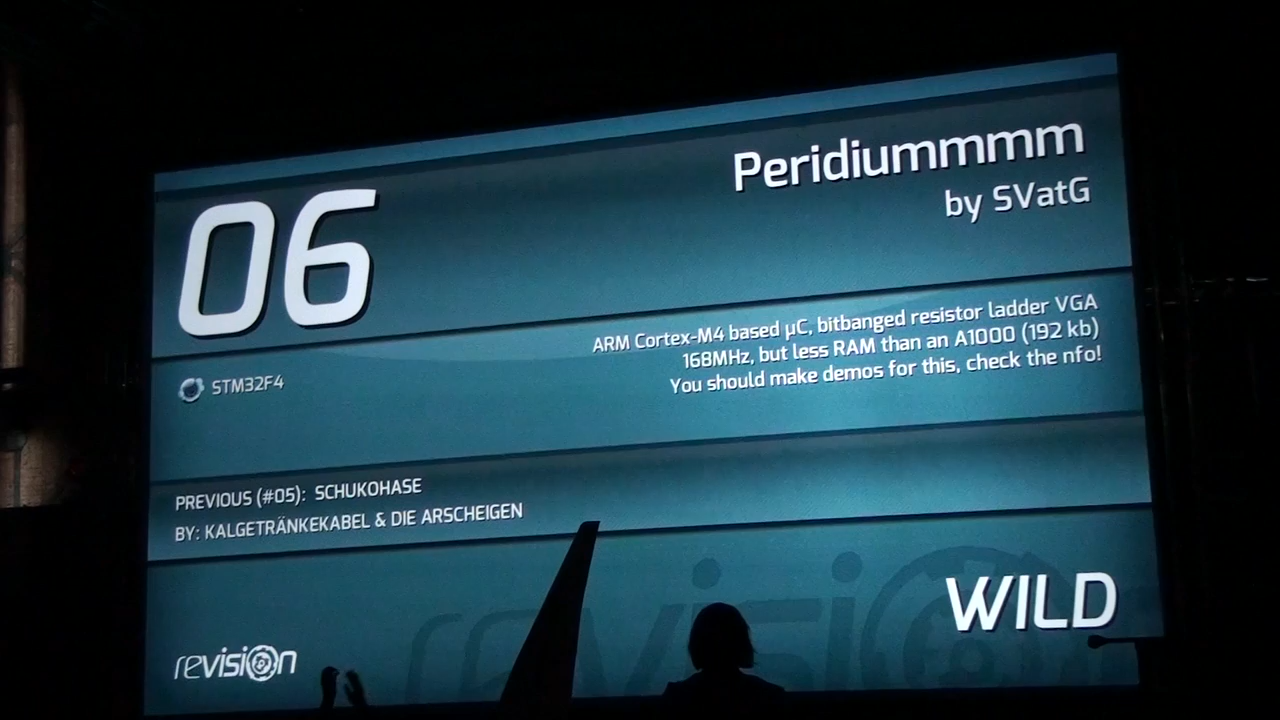 06
Peridiummmm
by SVatG
ARM Cortex-M4 based µC, bitbanged resistor ladder VGA
168MHz, but less RAM than an A1000 (192 kb)
You should make demos for this, check the nfo!
STM32F4
PREVIOUS (#05): SCHUKOHASE
BY: KALGETRÄNKEKABEL & DIE ARSCHEIGEN
revision
WILD
revision